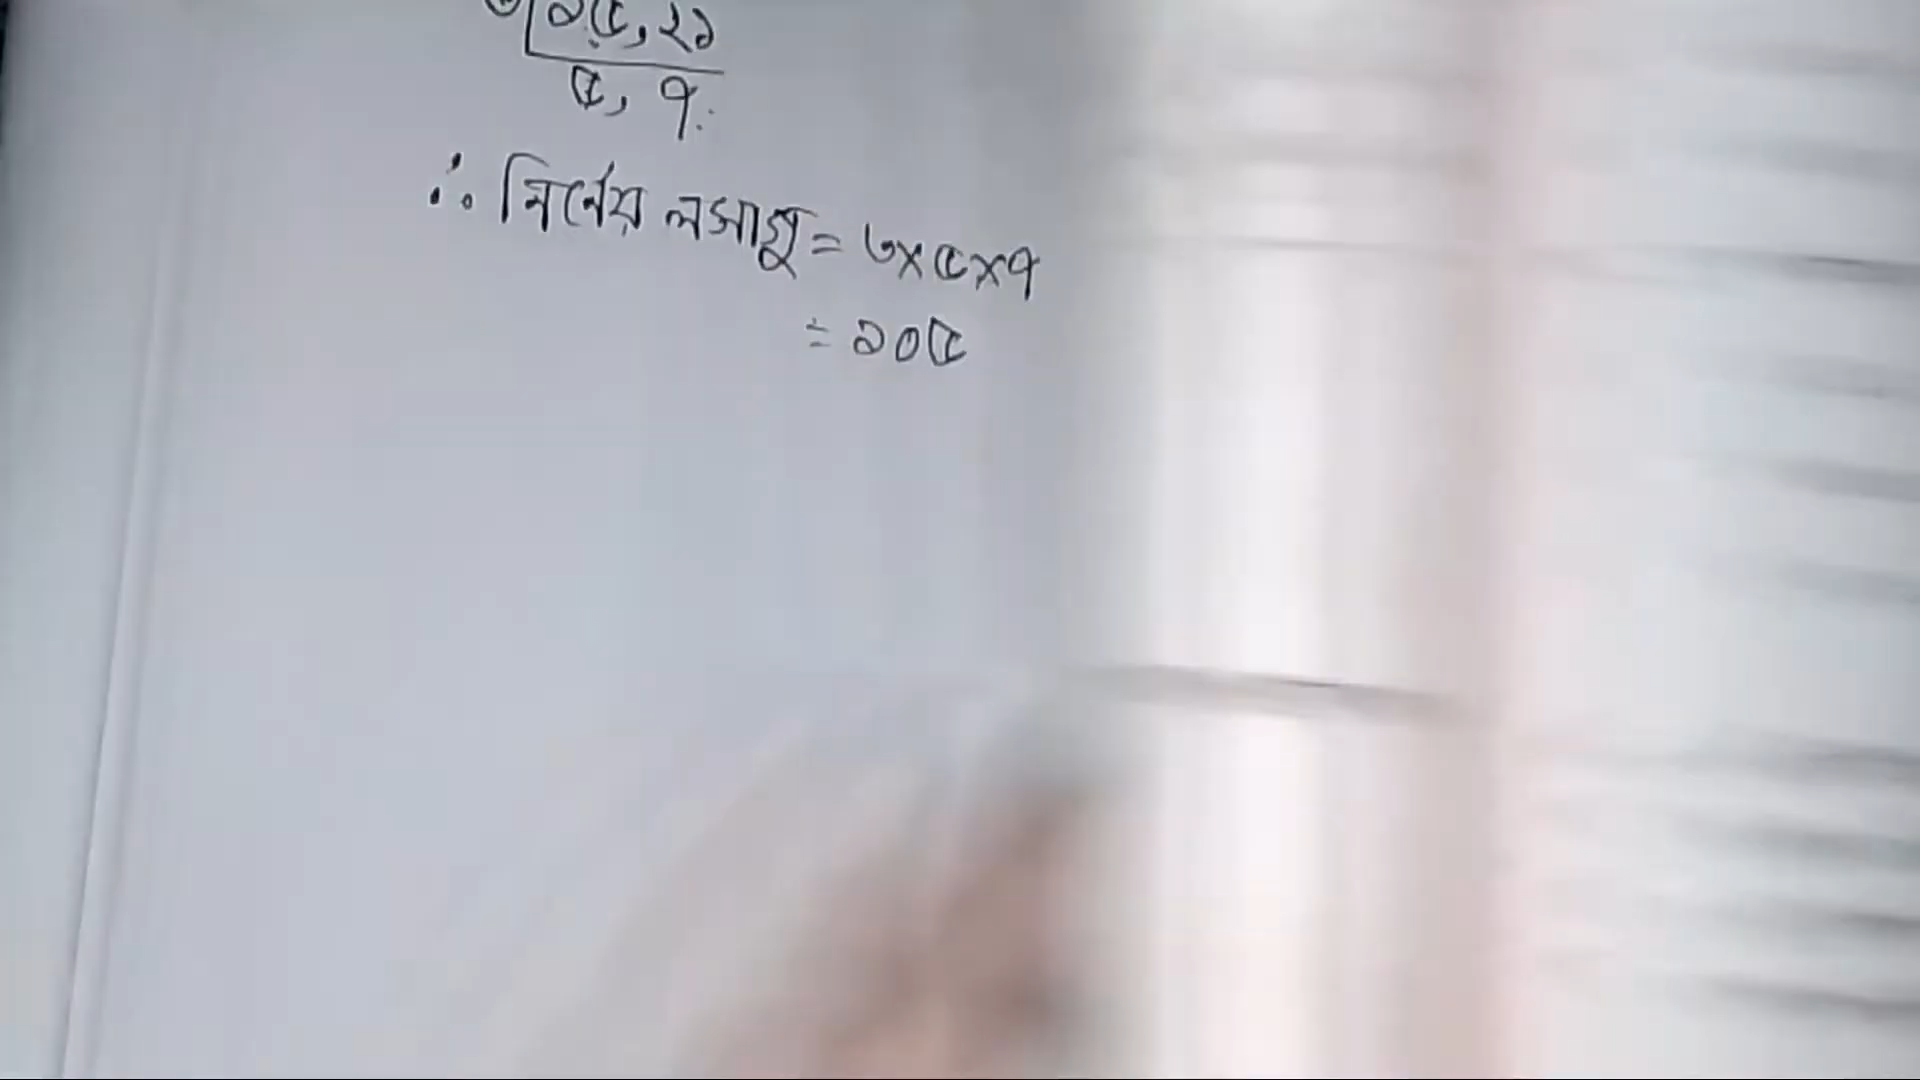 ৩ ১৫, ২১
৫, ৭
∴ নির্ণেয় লসাগু = ৩×৫×৭
= ১০৫